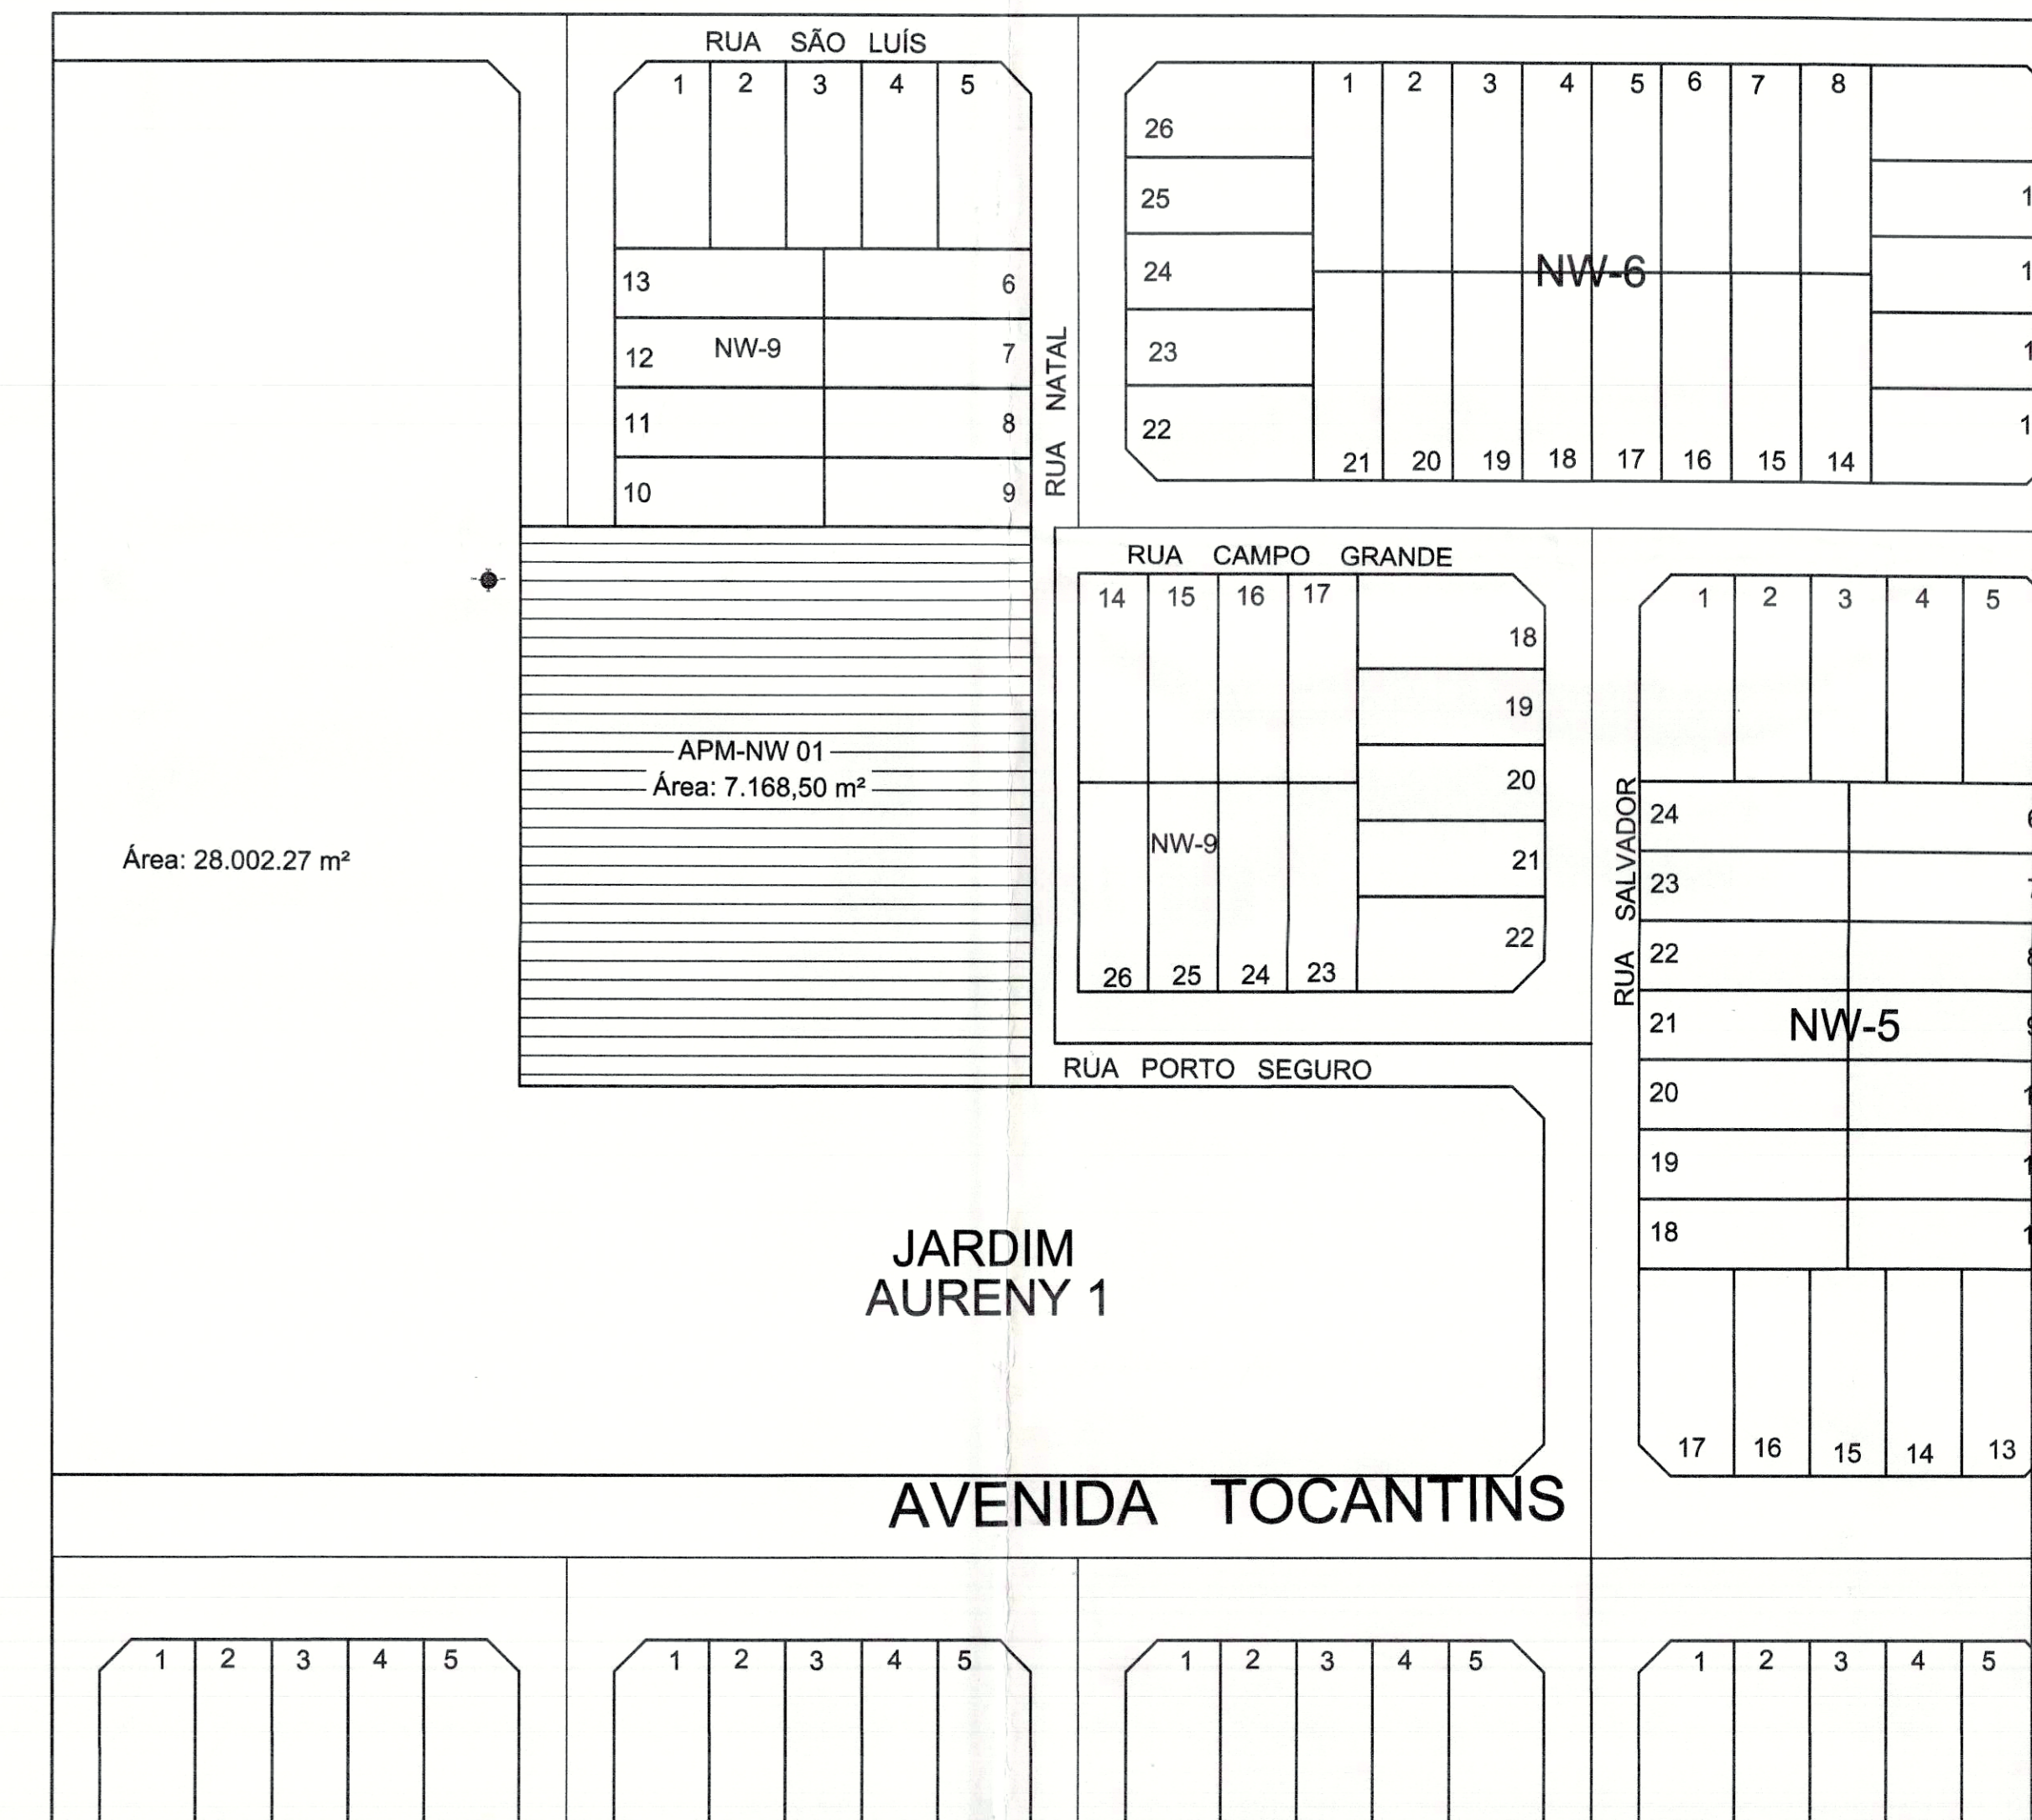 RUA SÃO LUÍS
1 2 3 4 5
13 6
12 NW-9 7
11 8
10 9
RUA NATAL
1 2 3 4 5 6 7 8
26
25
24
23
22
NW-6
21 20 19 18 17 16 15 14
RUA CAMPO GRANDE
14 15 16 17
18
19
20
21
22
NW-9
26 25 24 23
APM-NW 01
Área: 7.168,50 m²
Área: 28.002.27 m²
RUA PORTO SEGURO
RUA SALVADOR
1 2 3 4 5
24
23
22
21 NW-5
20
19
18
17 16 15 14 13
JARDIM
AURENY 1
AVENIDA TOCANTINS
1 2 3 4 5
1 2 3 4 5
1 2 3 4 5
1 2 3 4 5